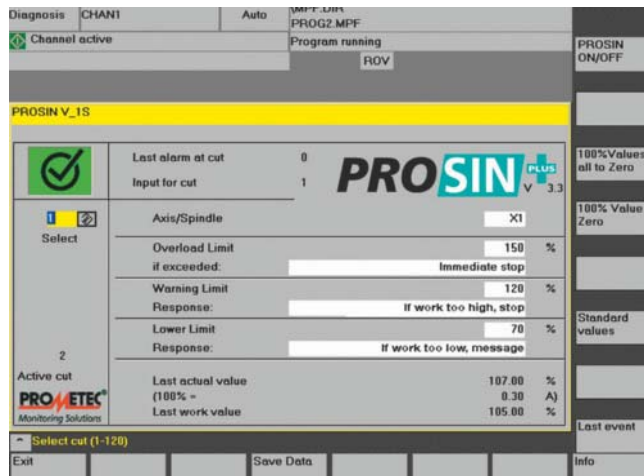 Diagnosis CHAN1 Auto \MPF.DIR
PROG2.MPF
Channel active Program running
ROV
PROSIN ON/OFF
PROSIN V_1S
Last alarm at cut 0
Input for cut 1
PROSIN PLUS V 3.3
100%Values all to Zero
1
Select
Axis/Spindle X1
100% Value Zero
Overload Limit 150 %
if exceeded: Immediate stop
Warning Limit 120 %
Response: If work too high, stop
Standard values
Lower Limit 70 %
Response: If work too low, message
2
Active cut
Last actual value 107.00 %
(100% = 0.30 A)
Last work value 105.00 %
PROMETEC
Monitoring Solutions
Last event
Select cut (1-120)
Exit Save Data Info